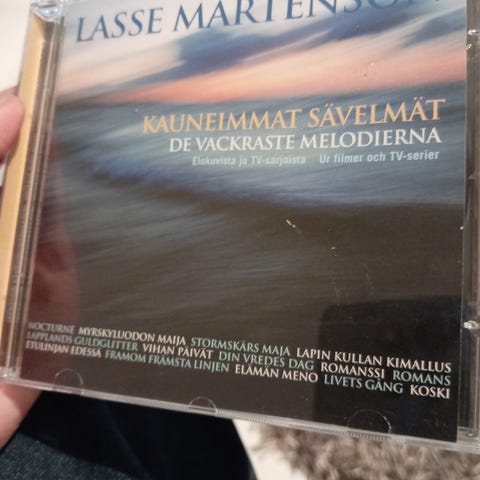 LASSE MÅRTENSON
KAUNEIMMAT SÄVELMÄT
DE VACKRASTE MELODIERNA
Elokuvista ja TV-sarjoista Ur filmer och TV-serier
NOCTURNE MYRSKYLUODON MAIJA STORMSKÄRS MAJA LAPIN KULLAN KIMALLUS
LAPPLANDS GULDGLITTER VIHAN PÄIVÄT DIN VREDES DAG ROMANSSI ROMANS
ETULINJAN EDESSÄ FRAMOM FRÄMSTA LINJEN ELÄMÄN MENO LIVETS GÅNG KOSKI